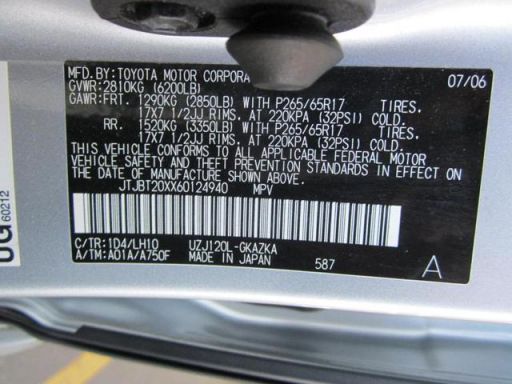 MFD.BY: TOYOTA MOTOR CORPORA 07/06
GVWR: 2810KG (6200LB)
GAWR: FRT. 1290KG (2850LB) WITH P265/65R17 TIRES.
17X7 1/2JJ RIMS. AT 220KPA (32PSI) COLD.
RR. 1520KG (3350LB) WITH P265/65R17 TIRES.
17X7 1/2JJ RIMS. AT 220KPA (32PSI) COLD.
THIS VEHICLE CONFORMS TO ALL APPLICABLE FEDERAL MOTOR
VEHICLE SAFETY AND THEFT PREVENTION STANDARDS IN EFFECT ON
THE DATE OF MANUFACTURE SHOWN ABOVE.
JTJBT20XX60124940 MPV
C/TR: 1D4/LH10 UZJ120L-GKAZKA
A/TM: A01A/A750F MADE IN JAPAN 587 A
UG 60212